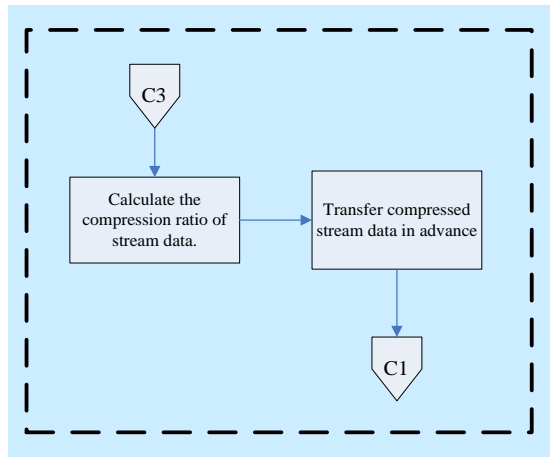 C3
Calculate the
compression ratio of
stream data.
Transfer compressed
stream data in advance
C1